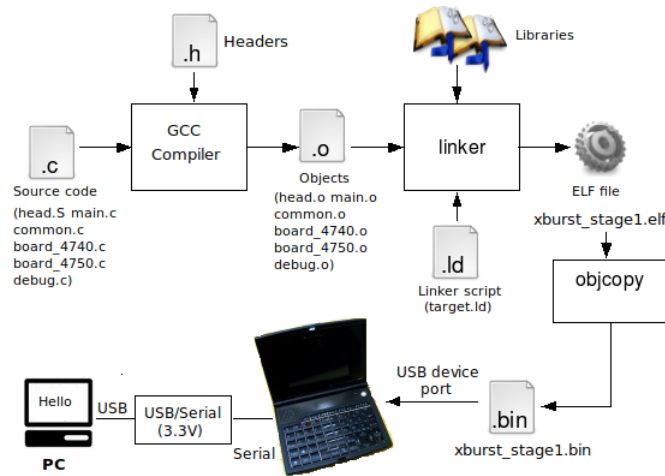 .h
Headers
Libraries
GCC
Compiler
linker
.c
.o
Source code
(head.S main.c
common.c
board_4740.c
board_4750.c
debug.c)
Objects
(head.o main.o
common.o
board_4740.o
board_4750.o
debug.o)
ELF file
xburst_stage1.elf
.ld
Linker script
(target.ld)
objcopy
Hello
PC
USB
USB/Serial
(3.3V)
Serial
USB device
port
.bin
xburst_stage1.bin